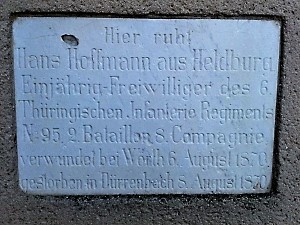 Hier ruht
Hans Hoffmann aus Heldburg
Einjährig-Freiwilliger des 6.
Thüringischen Infanterie Regiments
No 95, 2. Bataillon 8. Compagnie
verwundet bei Wörth 6. August 1870.
gestorben in Dürrenbach 8. August 1870.